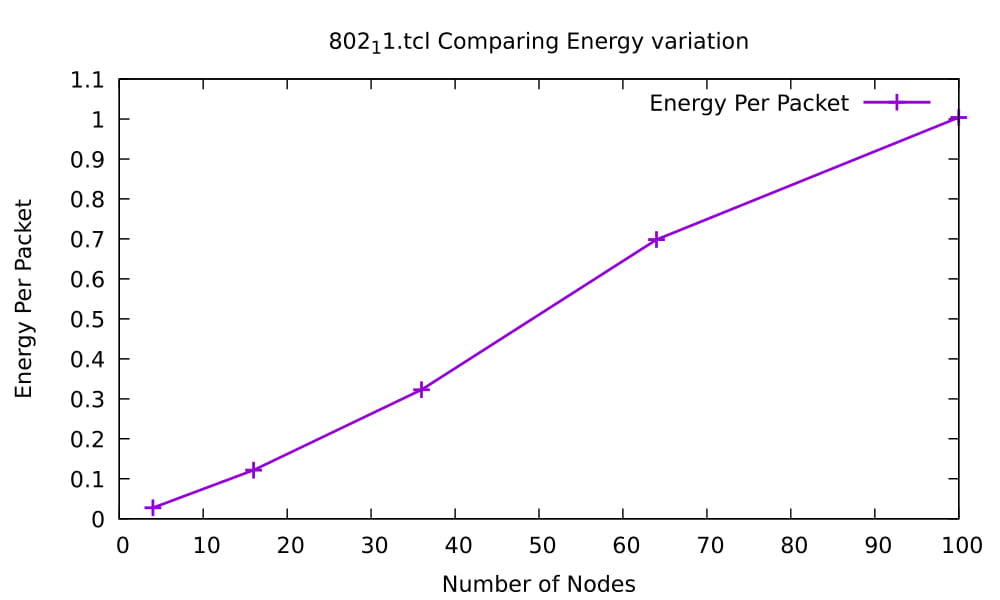 802₁1.tcl Comparing Energy variation
Energy Per Packet
1.1
1
0.9
0.8
0.7
0.6
0.5
0.4
0.3
0.2
0.1
0
Energy Per Packet
0 10 20 30 40 50 60 70 80 90 100
Number of Nodes